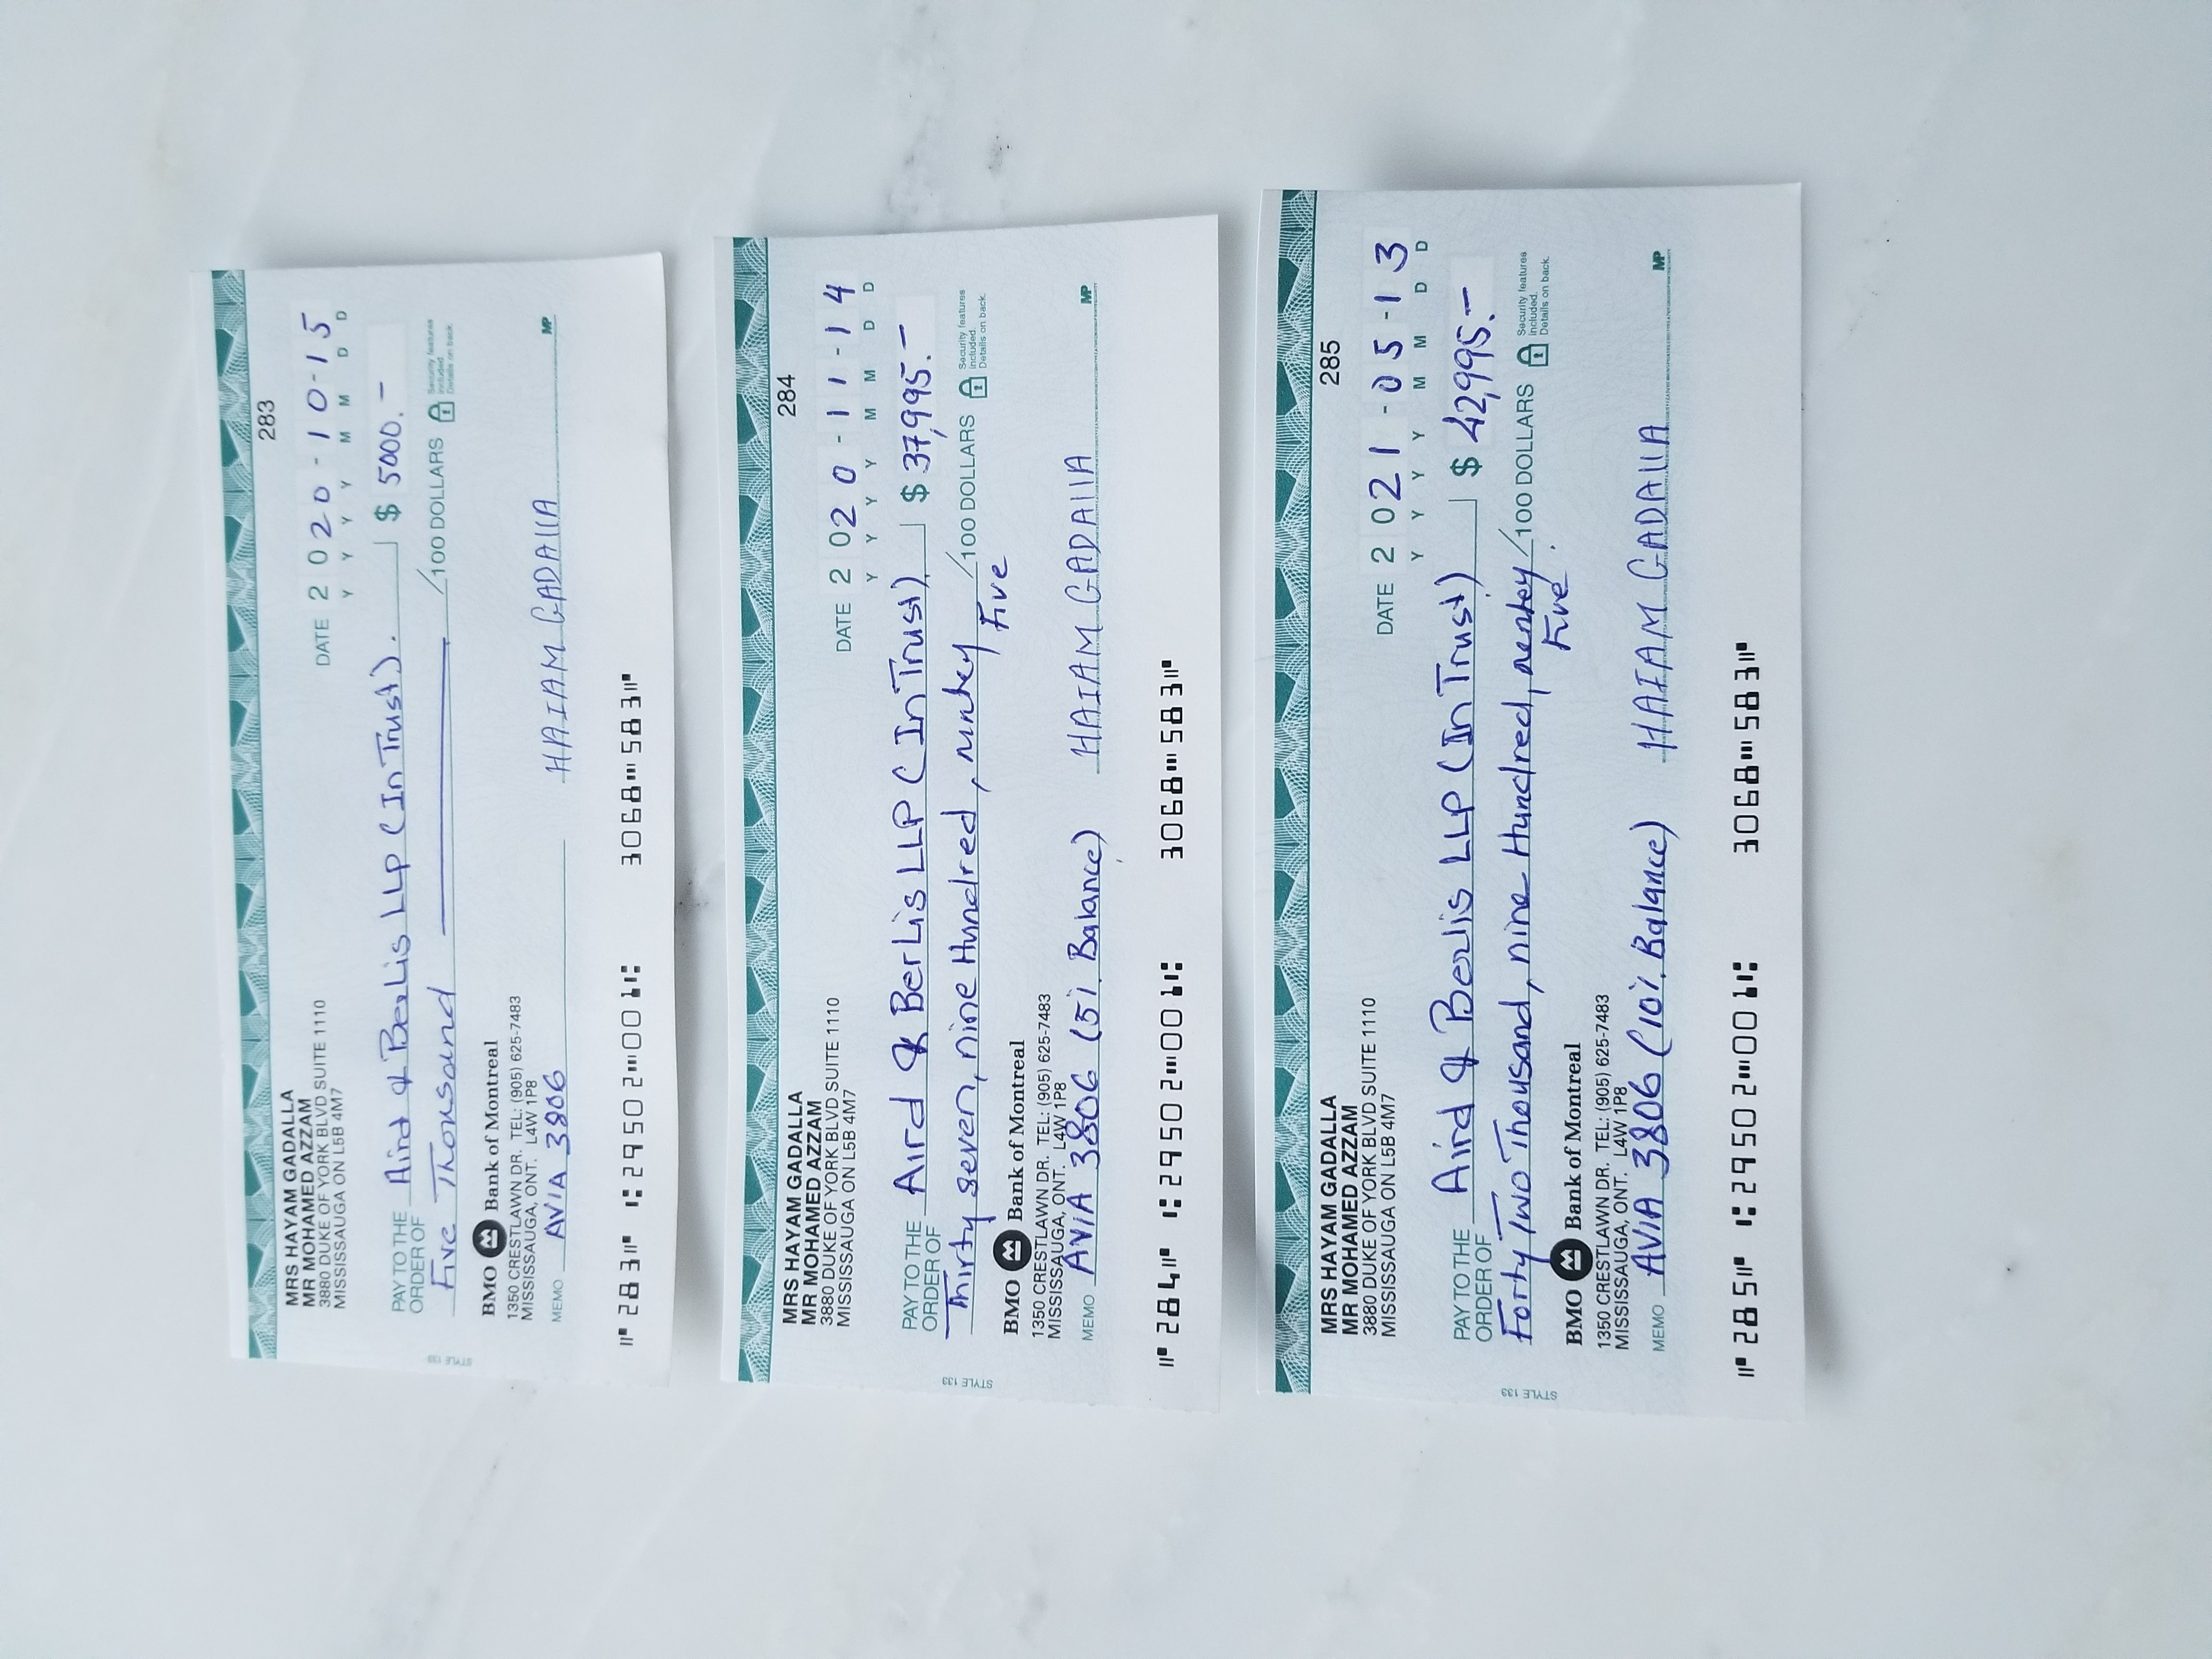 283
MRS HAYAM GADALLA
MR MOHAMED AZZAM
3880 DUKE OF YORK BLVD SUITE 1110
MISSISSAUGA ON L5B 4M7
DATE 2020-10-15
Y Y Y Y M M D D
PAY TO THE ORDER OF Aird & Berlis LLP (In Trust).
$ 5000.-
Five Thousand /100 DOLLARS
Security features included. Details on back.
BMO Bank of Montreal
1350 CRESTLAWN DR. TEL: (905) 625-7483
MISSISSAUGA, ONT. L4W 1P8
MEMO AVIA 3806
HAIAM GADALLA
MP
STYLE 133
⑈283⑈ ⑆29502⑉001⑆ 3068⑉583⑈
284
MRS HAYAM GADALLA
MR MOHAMED AZZAM
3880 DUKE OF YORK BLVD SUITE 1110
MISSISSAUGA ON L5B 4M7
DATE 2020-11-14
Y Y Y Y M M D D
PAY TO THE ORDER OF Aird & Berlis LLP (In Trust).
$ 37,995.-
Thirty seven, nine Hundred, ninkey Five /100 DOLLARS
Security features included. Details on back.
BMO Bank of Montreal
1350 CRESTLAWN DR. TEL: (905) 625-7483
MISSISSAUGA, ONT. L4W 1P8
MEMO AVIA 3806 (5% Balance)
HAIAM GADALLA
MP
STYLE 133
⑈284⑈ ⑆29502⑉001⑆ 3068⑉583⑈
285
MRS HAYAM GADALLA
MR MOHAMED AZZAM
3880 DUKE OF YORK BLVD SUITE 1110
MISSISSAUGA ON L5B 4M7
DATE 2021-05-13
Y Y Y Y M M D D
PAY TO THE ORDER OF Aird & Berlis LLP (In Trust)
$ 42,995.-
Forty Two Thousand, nine Hundred, nenkey Five. /100 DOLLARS
Security features included. Details on back.
BMO Bank of Montreal
1350 CRESTLAWN DR. TEL: (905) 625-7483
MISSISSAUGA, ONT. L4W 1P8
MEMO AVIA 3806 (10% Balance)
HAIAM GADALLA
MP
STYLE 133
⑈285⑈ ⑆29502⑉001⑆ 3068⑉583⑈